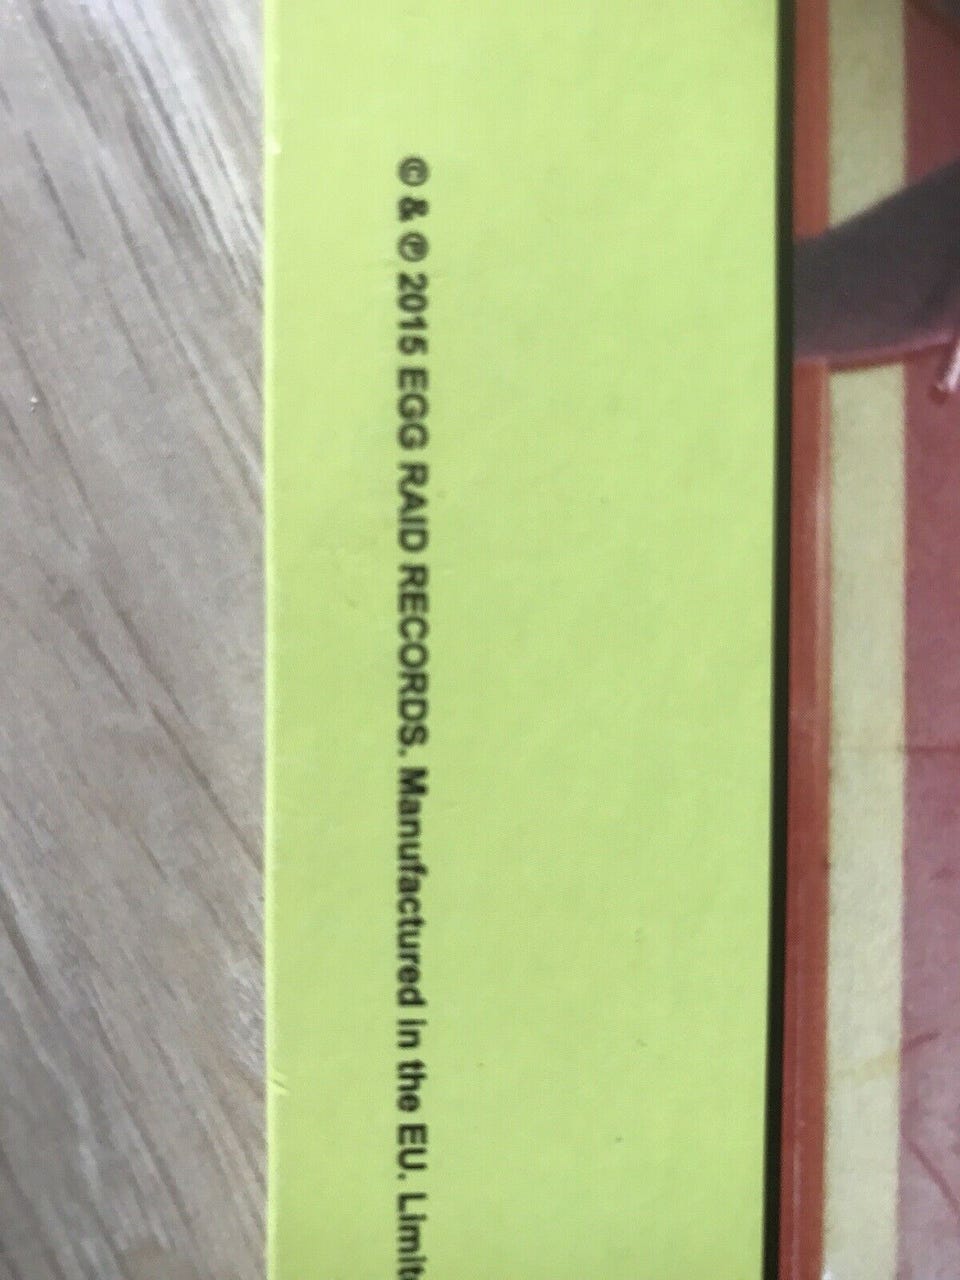 © & ℗ 2015 EGG RAID RECORDS. Manufactured in the EU.